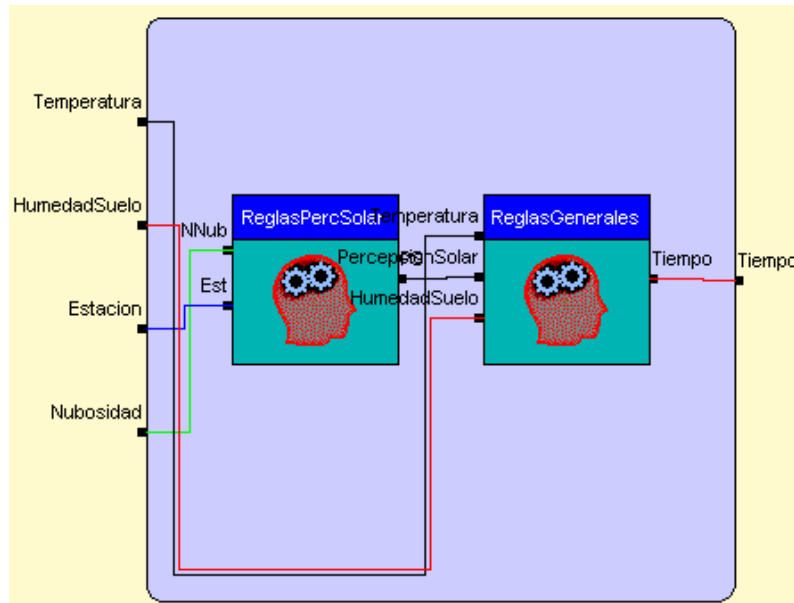 Temperatura
HumedadSuelo
Estacion
Nubosidad
ReglasPercSolar
NNub
Est
Temperatura
PercepcionSolar
HumedadSuelo
ReglasGenerales
Tiempo
Tiempo